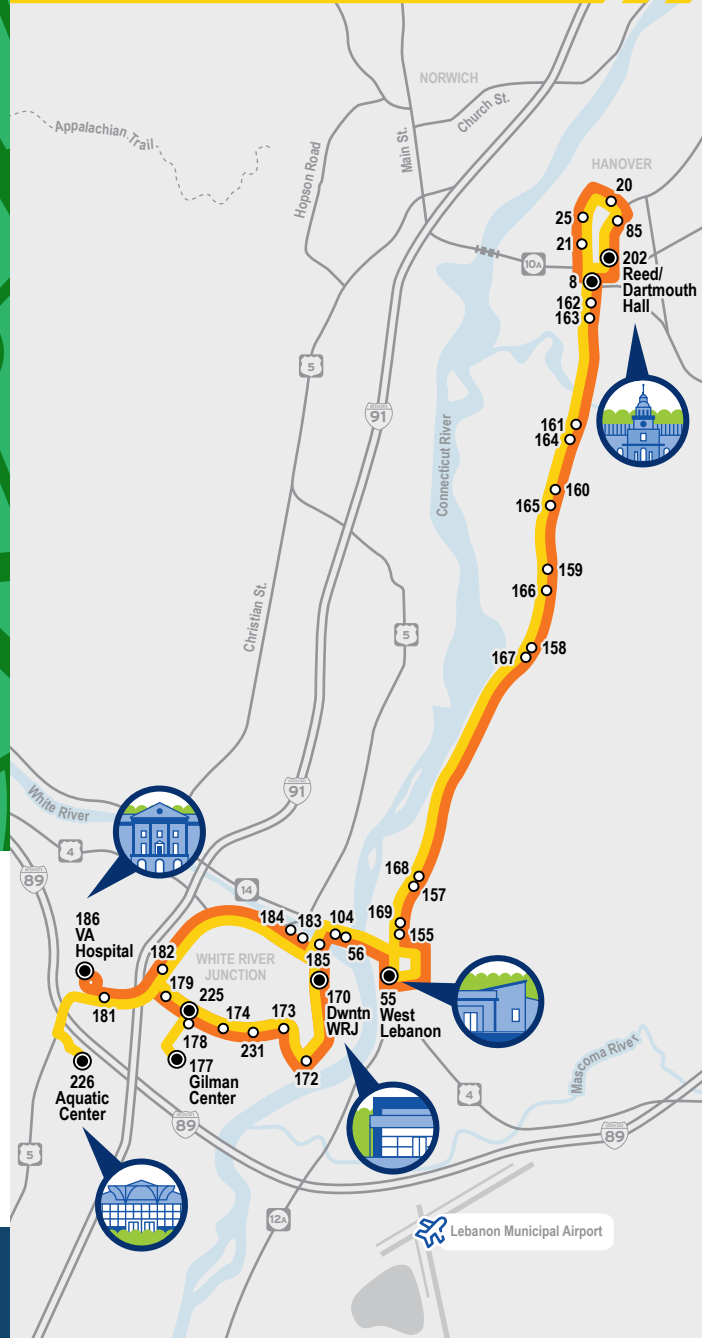 NORWICH
Appalachian Trail
Hopson Road
Main St.
Church St.
HANOVER
20
25
85
21
202
Reed/
Dartmouth
Hall
10A
8
162
163
5
91
Connecticut River
161
164
160
165
159
166
158
167
Christian St.
5
91
White River
4
89
14
168
157
169
155
186
VA
Hospital
184
183
104
56
185
182
WHITE RIVER
JUNCTION
179
225
174
173
170
Dwntn
WRJ
55
West
Lebanon
181
178
231
172
177
Gilman
Center
226
Aquatic
Center
Mascoma River
4
89
89
5
12A
Lebanon Municipal Airport